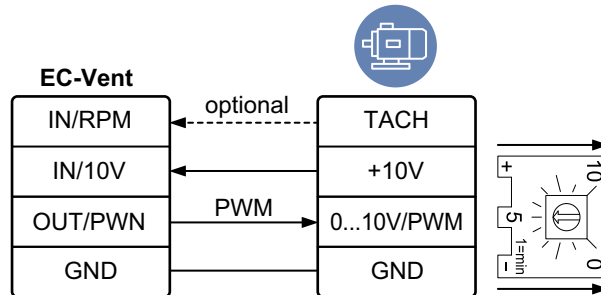 EC-Vent
optional
IN/RPM
TACH
IN/10V
+10V
OUT/PWN
PWM
0...10V/PWM
GND
GND
+
5
-
1=min
10
0